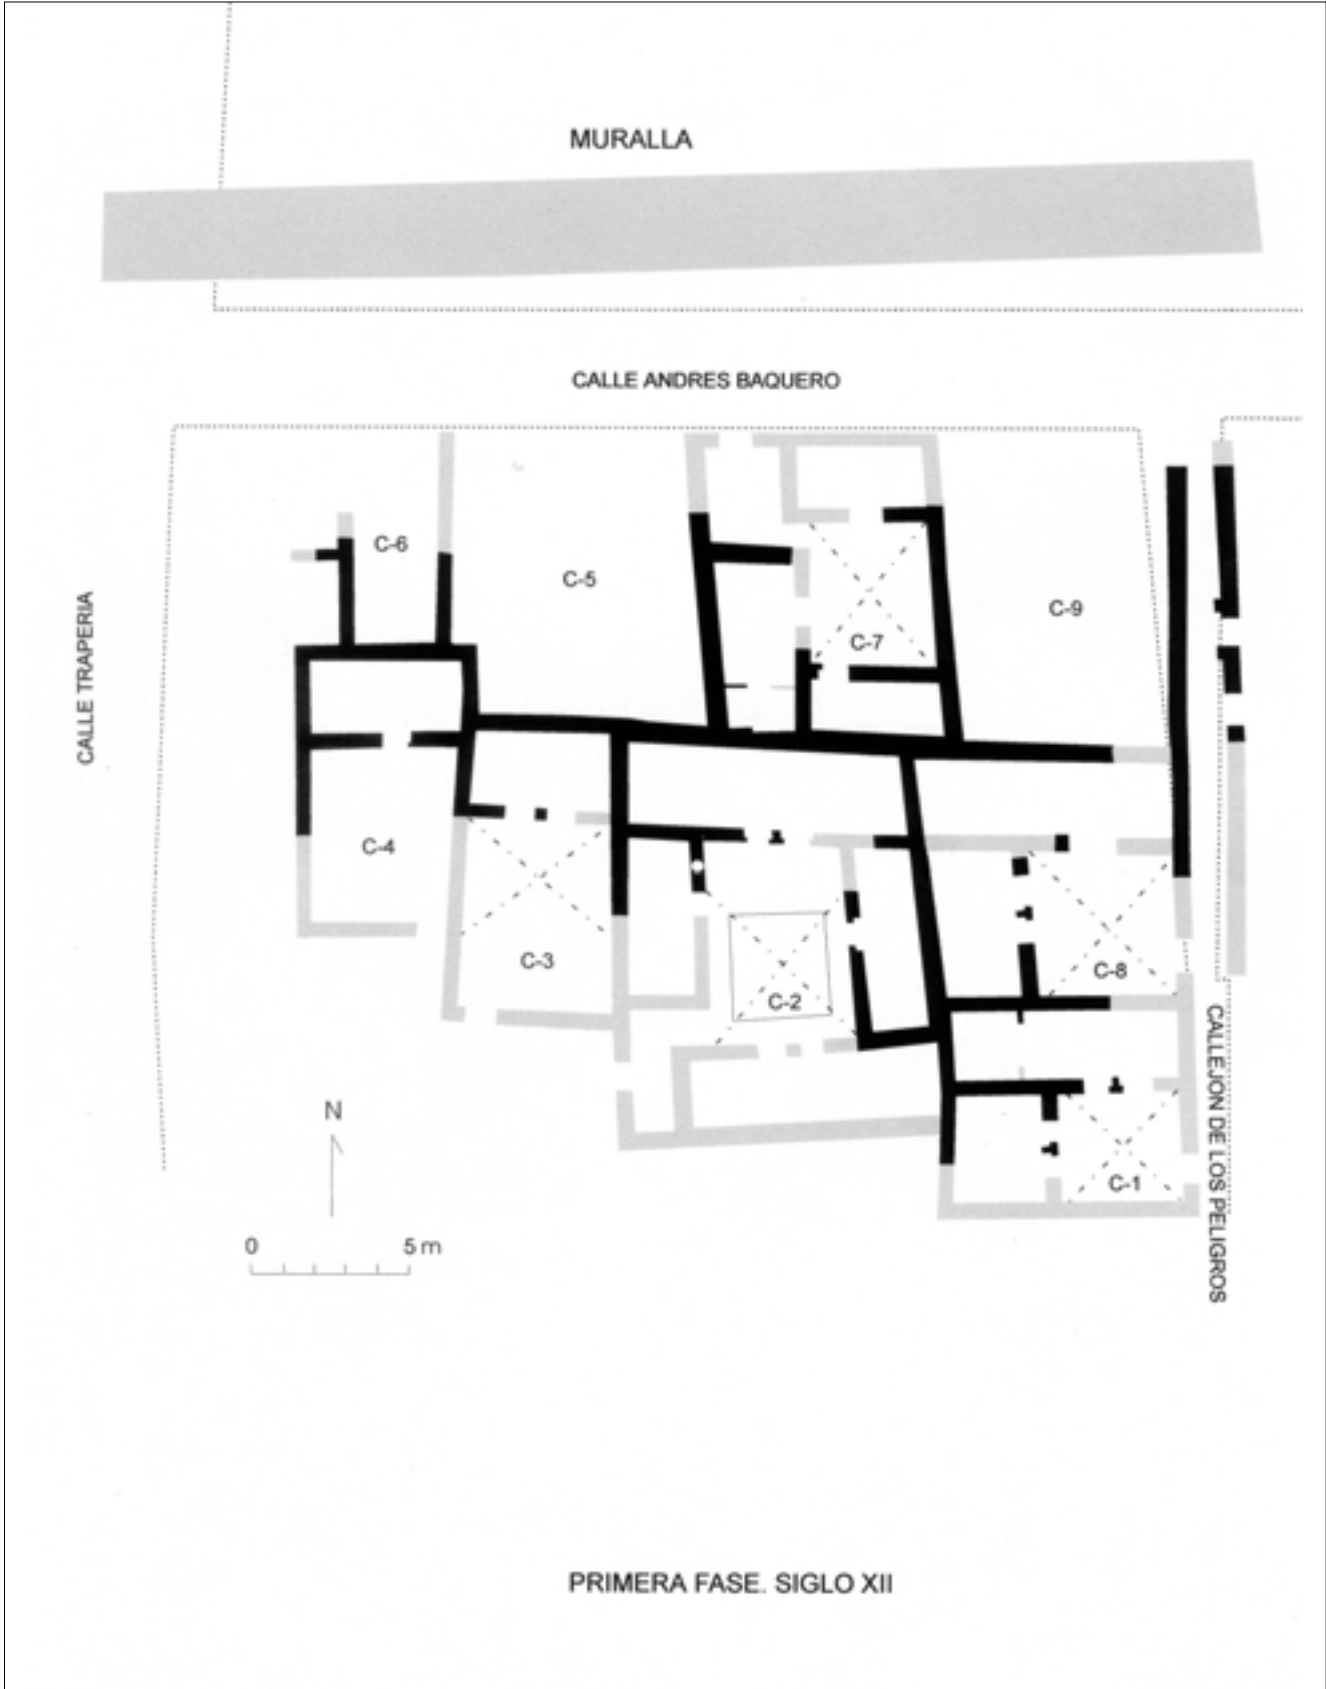 MURALLA
CALLE ANDRES BAQUERO
C-6
C-5
C-9
C-7
CALLE TRAPERIA
C-4
C-3
C-8
C-2
CALLEJÓN DE LOS PELIGROS
N
C-1
0 5 m
PRIMERA FASE. SIGLO XII